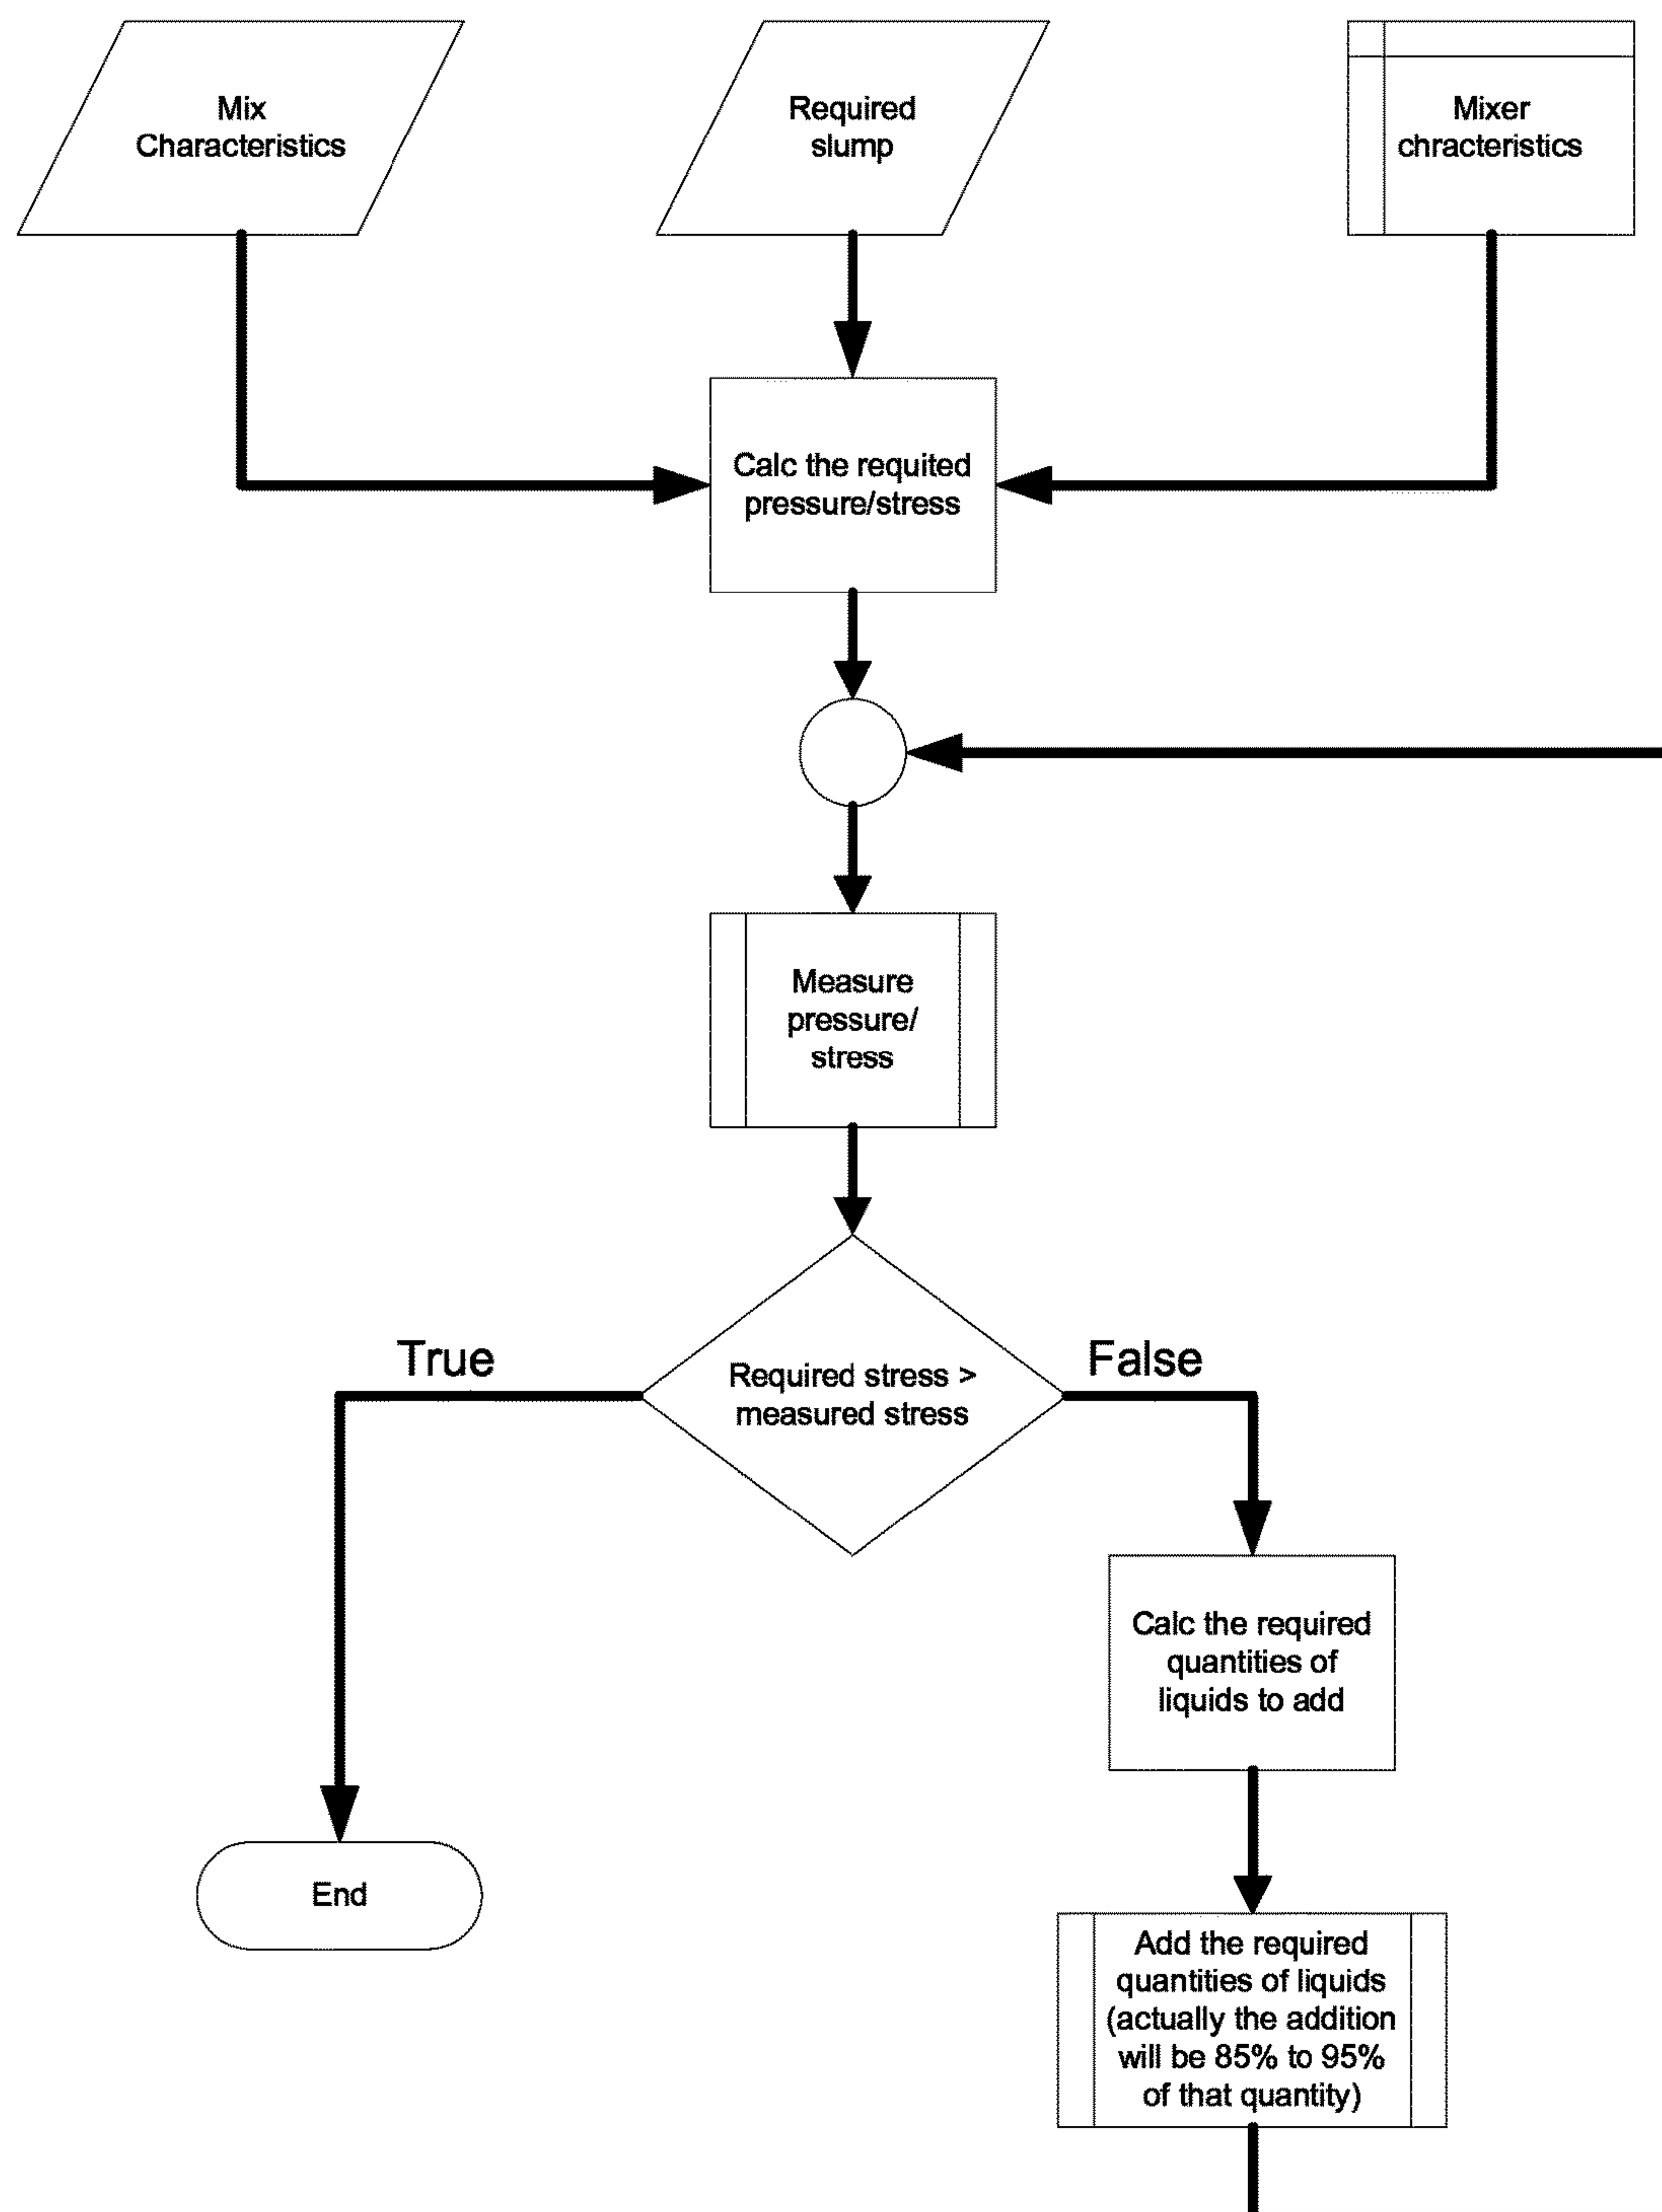 Mix
Characteristics
Required
slump
Mixer
chracteristics
Calc the requited
pressure/stress
Measure
pressure/
stress
True
False
Required stress >
measured stress
Calc the required
quantities of
liquids to add
End
Add the required
quantities of liquids
(actually the addition
will be 85% to 95%
of that quantity)